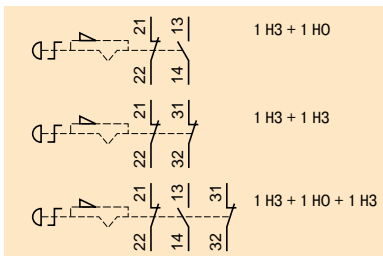 21 13 1 НЗ + 1 НО
22 14
21 31 1 НЗ + 1 НЗ
22 32
21 13 31 1 НЗ + 1 НО + 1 НЗ
22 14 32